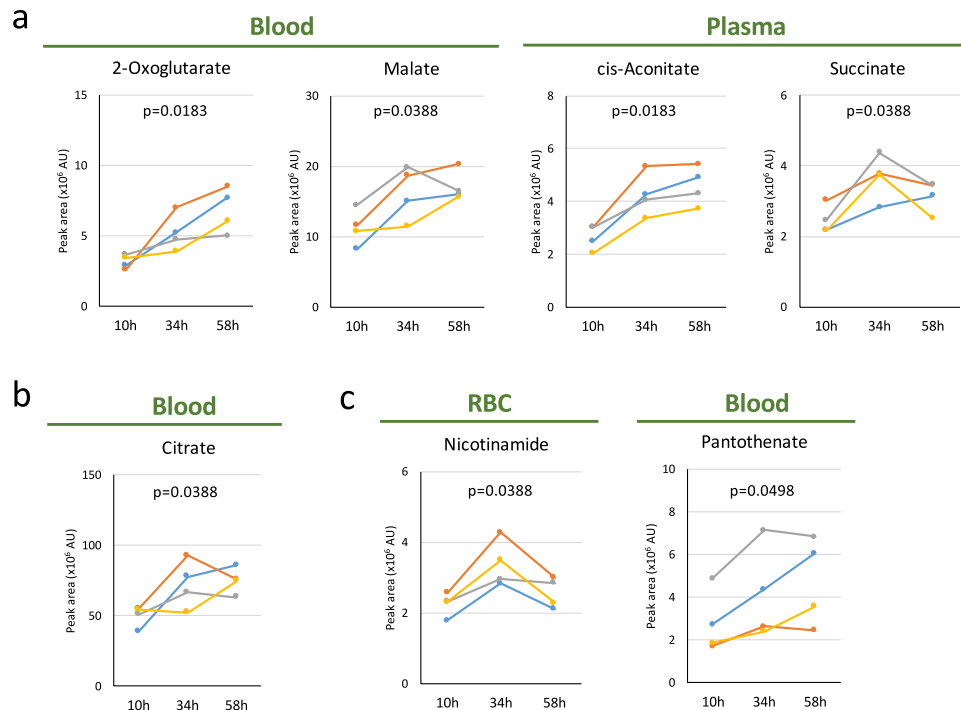 a
Blood
Plasma
2-Oxoglutarate
Malate
cis-Aconitate
Succinate
Peak area (x10⁶ AU)
15
10
5
0
p=0.0183
10h 34h 58h
Peak area (x10⁶ AU)
30
20
10
0
p=0.0388
10h 34h 58h
Peak area (x10⁶ AU)
8
6
4
2
0
p=0.0183
10h 34h 58h
Peak area (x10⁶ AU)
6
4
2
0
p=0.0388
10h 34h 58h
b
Blood
Citrate
Peak area (x10⁶ AU)
150
100
50
0
p=0.0388
10h 34h 58h
c
RBC
Blood
Nicotinamide
Pantothenate
Peak area (x10⁶ AU)
6
4
2
0
p=0.0388
10h 34h 58h
Peak area (x10⁶ AU)
10
8
6
4
2
0
p=0.0498
10h 34h 58h